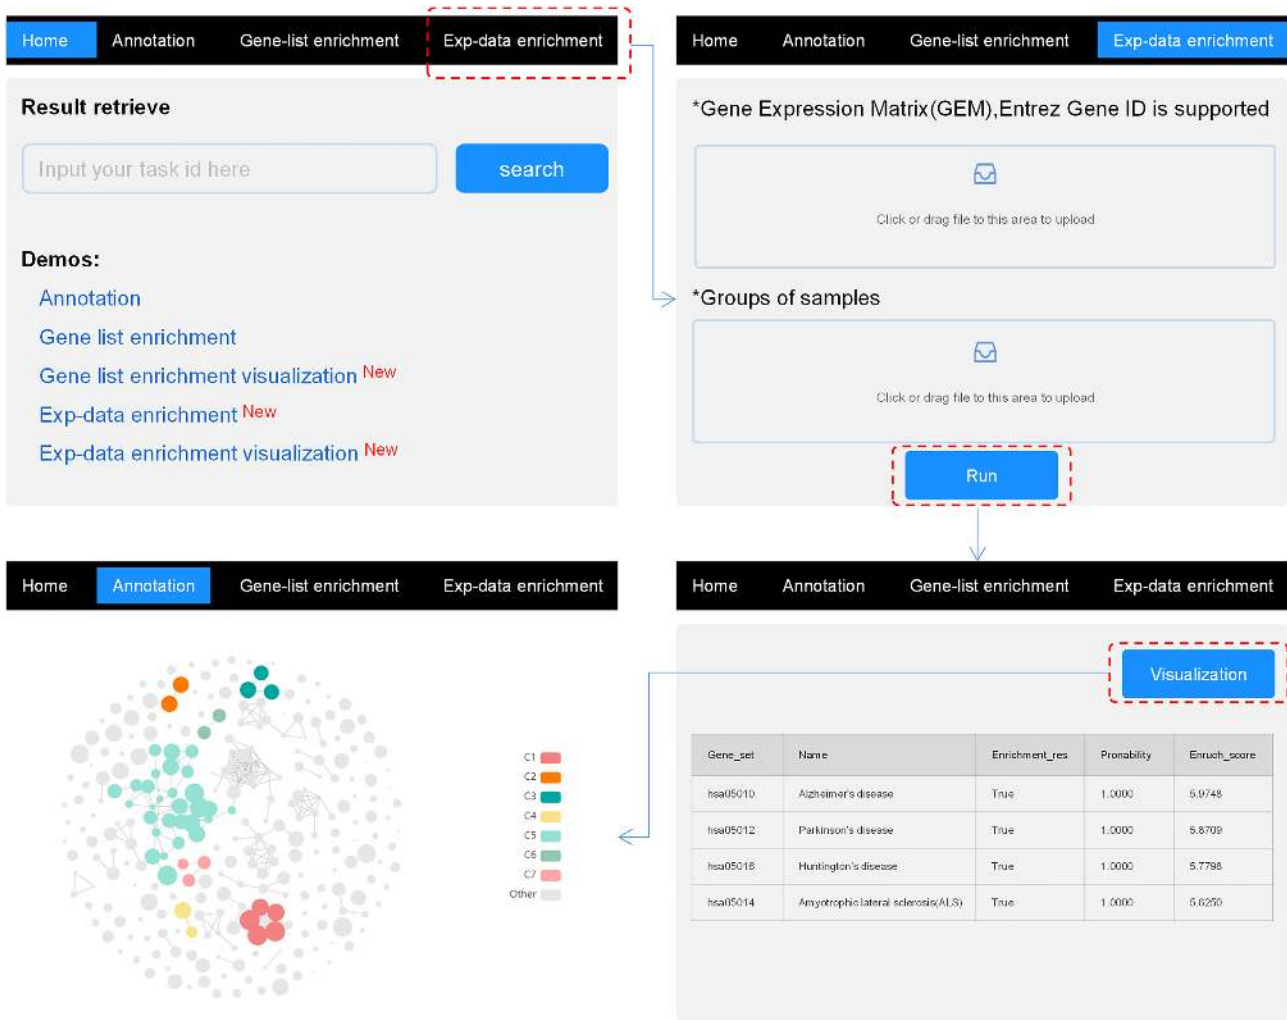 Home Annotation Gene-list enrichment Exp-data enrichment
Result retrieve
Input your task id here
search
Demos:
Annotation
Gene list enrichment
Gene list enrichment visualization New
Exp-data enrichment New
Exp-data enrichment visualization New
Home Annotation Gene-list enrichment Exp-data enrichment
*Gene Expression Matrix(GEM),Entrez Gene ID is supported
Click or drag file to this area to upload
*Groups of samples
Click or drag file to this area to upload
Run
Home Annotation Gene-list enrichment Exp-data enrichment
C1
C2
C3
C4
C5
C6
C7
Other
Home Annotation Gene-list enrichment Exp-data enrichment
Visualization
Gene_set Name Enrichment_res Pronability Enruch_score
hsa05010 Alzheimer's disease True 1.0000 5.9748
hsa05012 Parkinson's disease True 1.0000 5.8709
hsa05016 Huntington's disease True 1.0000 5.7798
hsa05014 Amyotrophic lateral sclerosis(ALS) True 1.0000 5.6250